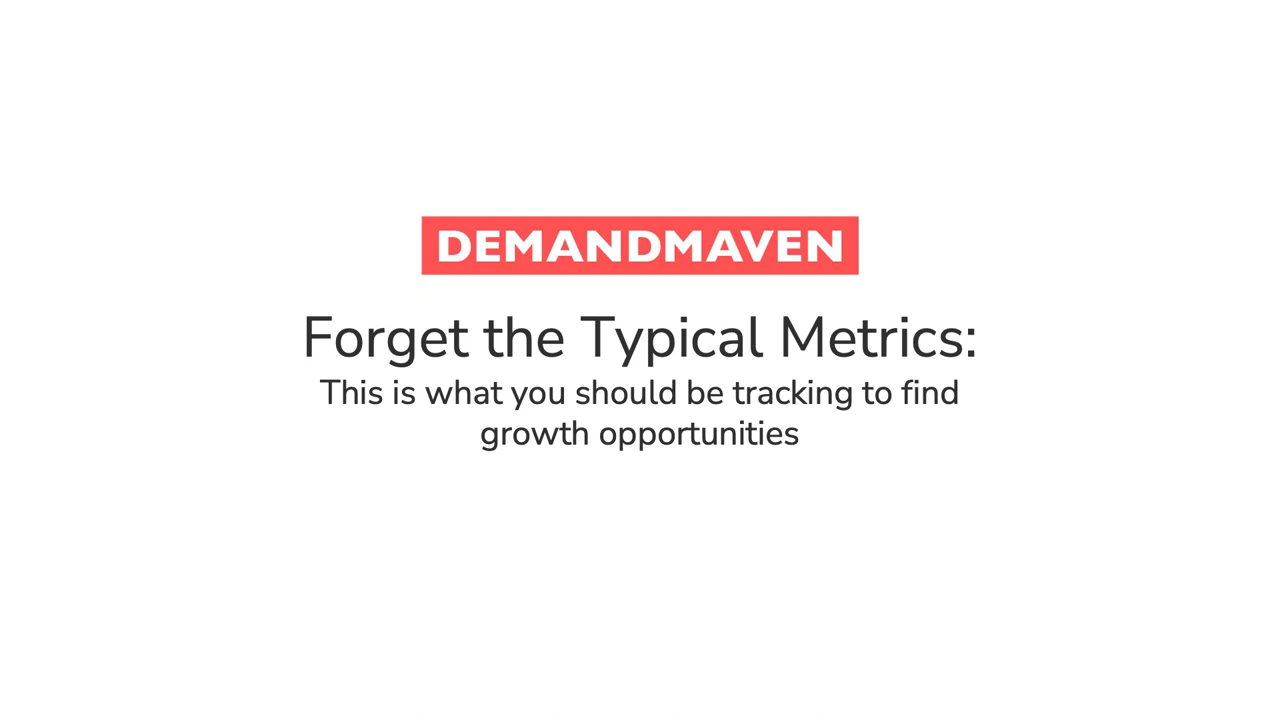 DEMANDMAVEN
Forget the Typical Metrics:
This is what you should be tracking to find
growth opportunities